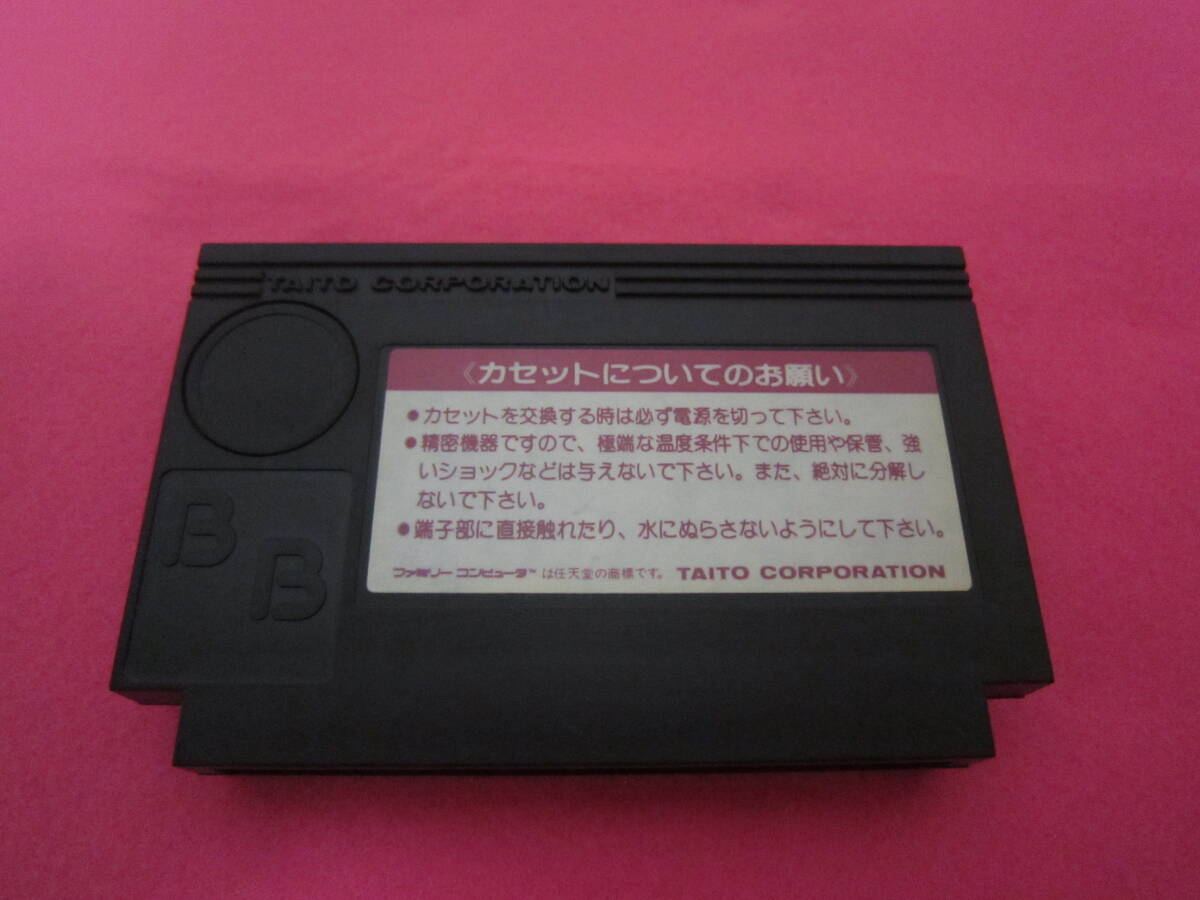 TAITO CORPORATION
《カセットについてのお願い》
●カセットを交換する時は必ず電源を切って下さい。
●精密機器ですので、極端な温度条件下での使用や保管、強
いショックなどは与えないで下さい。また、絶対に分解し
ないで下さい。
●端子部に直接触れたり、水にぬらさないようにして下さい。
ファミリー コンピュータ™ は任天堂の商標です。 TAITO CORPORATION
B
B